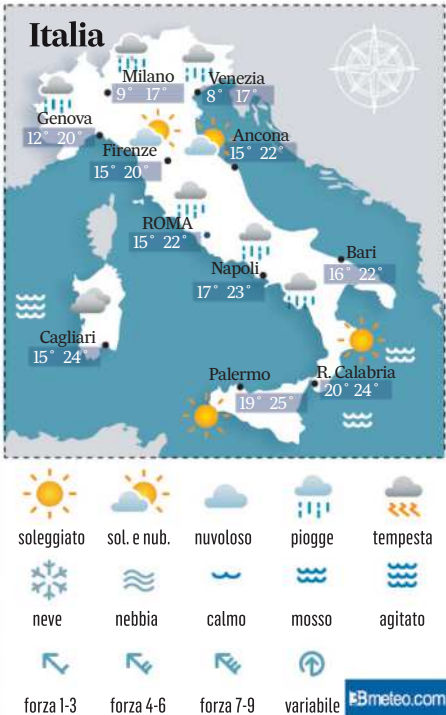 Italia
Milano
9° 17°
Venezia
8° 17°
Genova
12° 20°
Firenze
15° 20°
Ancona
15° 22°
ROMA
15° 22°
Napoli
17° 23°
Bari
16° 22°
Cagliari
15° 24°
Palermo
19° 25°
R. Calabria
20° 24°
soleggiato sol. e nub. nuvoloso piogge tempesta
neve nebbia calmo mosso agitato
forza 1-3 forza 4-6 forza 7-9 variabile
3Bmeteo.com